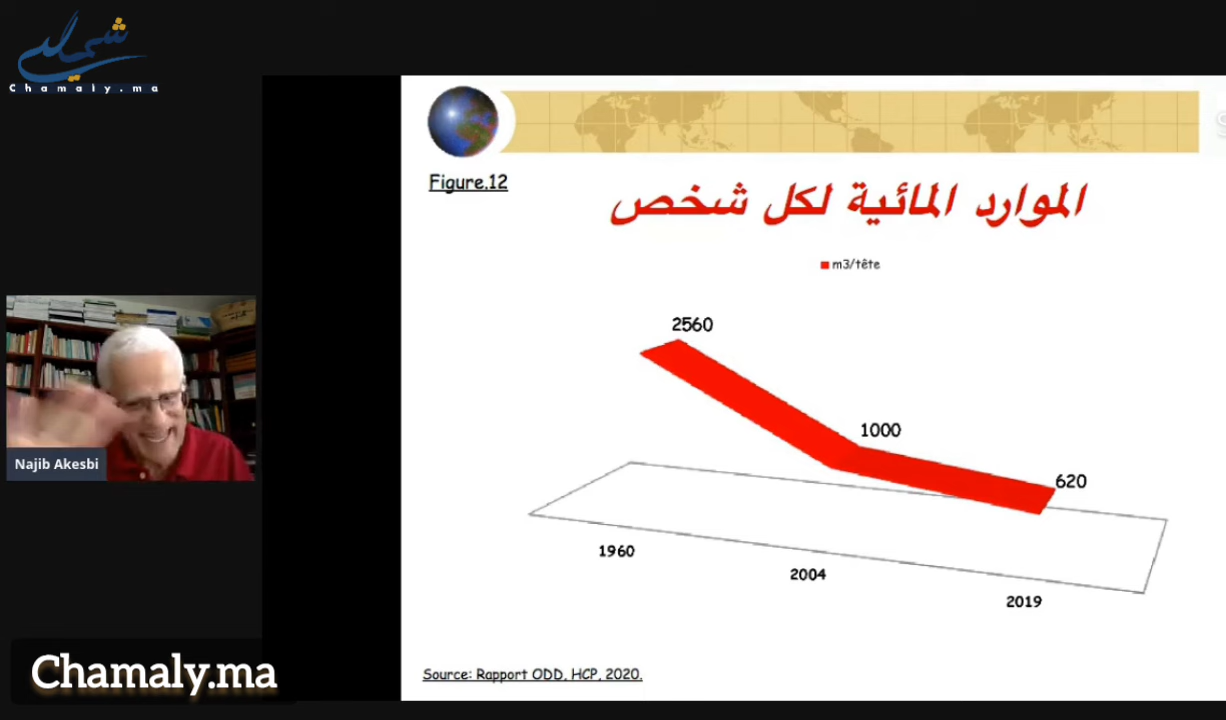 شمالي
Chamaly.ma
Figure.12
الموارد المائية لكل شخص
m3/tête
2560
1000
620
1960
2004
2019
Najib Akesbi
Chamaly.ma
Source: Rapport ODD, HCP, 2020.